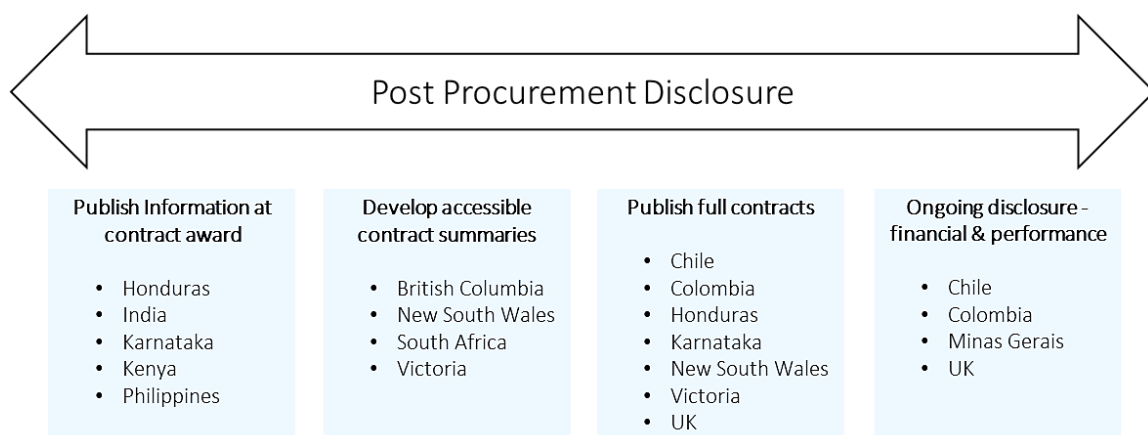 Post Procurement Disclosure
Publish Information at
contract award
• Honduras
• India
• Karnataka
• Kenya
• Philippines
Develop accessible
contract summaries
• British Columbia
• New South Wales
• South Africa
• Victoria
Publish full contracts
• Chile
• Colombia
• Honduras
• Karnataka
• New South Wales
• Victoria
• UK
Ongoing disclosure -
financial & performance
• Chile
• Colombia
• Minas Gerais
• UK